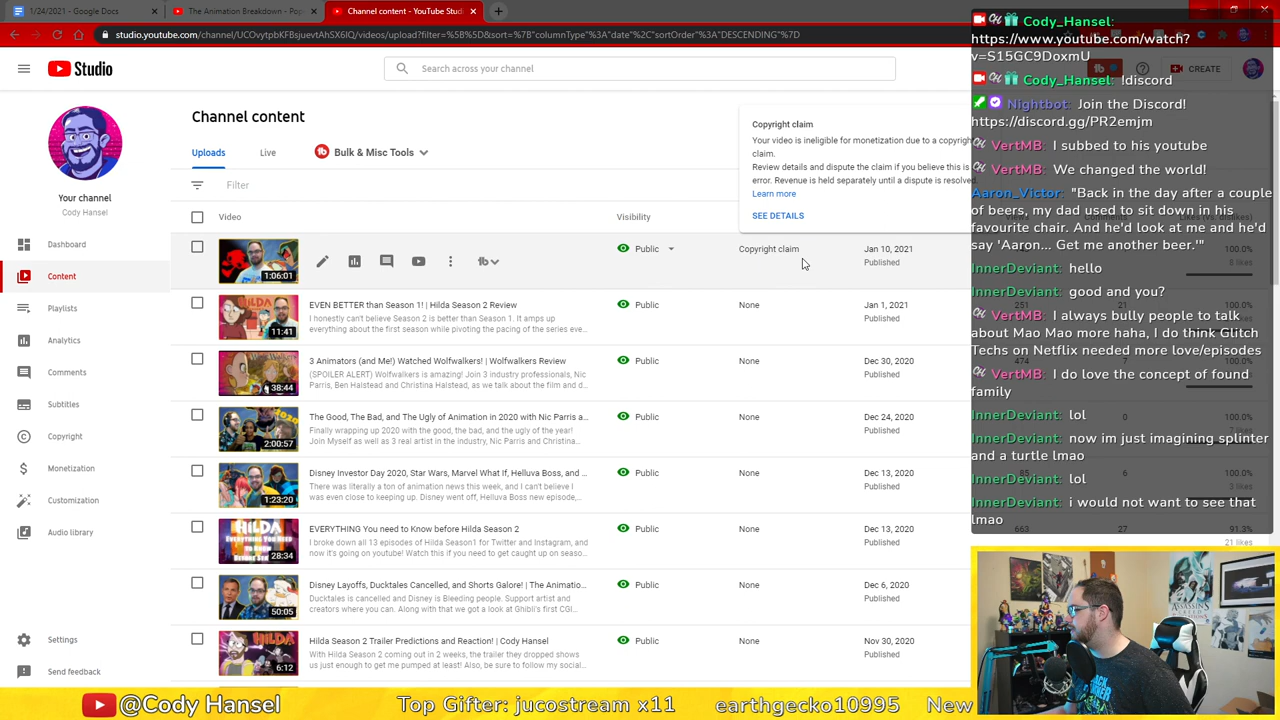 1/24/2021 - Google Docs
The Animation Breakdown - Pop
Channel content - YouTube Stud
studio.youtube.com/channel/UCOvytpbKFBsjuevtAhSX6IQ/videos/upload?filter=%5B%5D&sort=%7B"columnType"%3A"date"%2C"sortOrder"%3A"DESCENDING"%7D
Studio
Search across your channel
CREATE
Your channel
Cody Hansel
Dashboard
Content
Playlists
Analytics
Comments
Subtitles
Copyright
Monetization
Customization
Audio library
Settings
Send feedback
Channel content
Uploads
Live
Bulk & Misc Tools
Filter
Video
Visibility
Copyright claim
Your video is ineligible for monetization due to a copyright
claim.
Review details and dispute the claim if you believe this is
error. Revenue is held separately until a dispute is resolved
Learn more
SEE DETAILS
1:06:01
Public
Copyright claim
Jan 10, 2021
Published
8 likes
11:41
EVEN BETTER than Season 1! | Hilda Season 2 Review
I honestly can't believe Season 2 is better than Season 1. It amps up
everything about the first season while pivoting the pacing of the series eve...
Public
None
Jan 1, 2021
Published
38:44
3 Animators (and Me!) Watched Wolfwalkers! | Wolfwalkers Review
(SPOILER ALERT) Wolfwalkers is amazing! Join 3 industry professionals, Nic
Parris, Ben Halstead and Christina Halstead, as we talk about the film and d...
Public
None
Dec 30, 2020
Published
2:00:57
The Good, The Bad, and The Ugly of Animation in 2020 with Nic Parris a...
Finally wrapping up 2020 with the good, the bad, and the ugly of the year!
Join Myself as well as 3 real artist in the industry, Nic Parris and Christina...
Public
None
Dec 24, 2020
Published
1:23:20
Disney Investor Day 2020, Star Wars, Marvel What If, Helluva Boss, and ...
There was literally a ton of animation news this week, and I can't believe I
was even close to keeping up. Disney went off, Helluva Boss new episode,...
Public
None
Dec 13, 2020
Published
3 likes
HILDA
28:34
EVERYTHING You need to Know before Hilda Season 2
I broke down all 13 episodes of Hilda Season1 for Twitter and Instagram, and
now it's going on youtube! Watch this if you need to get caught up on seaso...
Public
None
Dec 13, 2020
Published
663
27
91.3%
21 likes
50:05
Disney Layoffs, Ducktales Cancelled, and Shorts Galore! | The Animatio...
Ducktales is cancelled and Disney is Bleeding people. Support artist and
creators where you can. Along with that we got a look at Ghibli's first CGI...
Public
None
Dec 6, 2020
Published
HILDA
6:12
Hilda Season 2 Trailer Predictions and Reaction! | Cody Hansel
With Hilda Season 2 coming out in 2 weeks, the trailer they dropped shows
us just enough to get me pumped at least! Also, be sure to follow my social...
Public
None
Nov 30, 2020
Published
Cody_Hansel:
https://www.youtube.com/watch?
v=S15GC9DoxmU
Cody_Hansel: !discord
Nightbot: Join the Discord!
https://discord.gg/PR2emjm
VertMB: I subbed to his youtube
VertMB: We changed the world!
Aaron_Victor: "Back in the day after a couple
of beers, my dad used to sit down in his
favourite chair. And he'd look at me and he'd
say 'Aaron... Get me another beer.'"
InnerDeviant: hello
InnerDeviant: good and you?
VertMB: I always bully people to talk
about Mao Mao more haha, I do think Glitch
Techs on Netflix needed more love/episodes
VertMB: I do love the concept of found
family
InnerDeviant: lol
InnerDeviant: now im just imagining splinter
and a turtle lmao
InnerDeviant: lol
InnerDeviant: i would not want to see that
lmao
@Cody Hansel
Top Gifter: jucostream x11
earthgecko10995
New